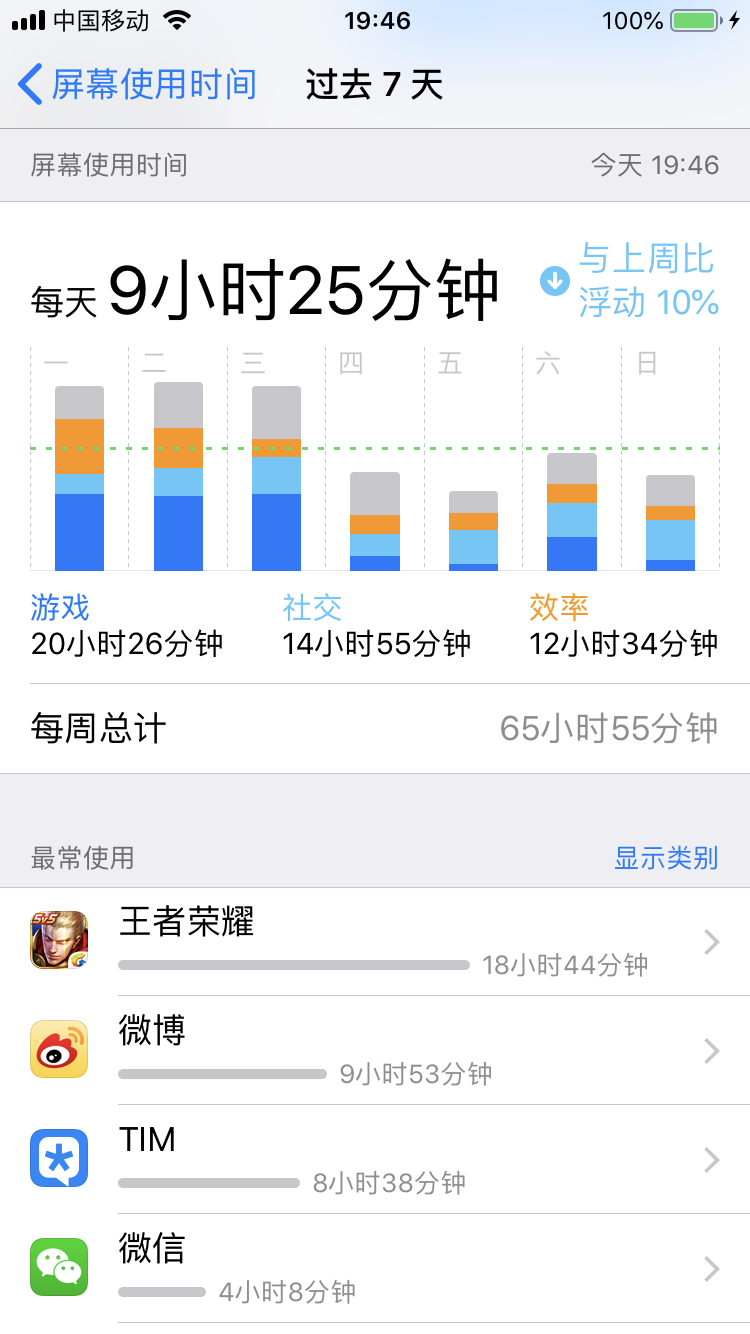 中国移动 19:46 100%
屏幕使用时间 过去 7 天
屏幕使用时间 今天 19:46
每天 9小时25分钟
与上周比
浮动 10%
一 二 三 四 五 六 日
游戏 社交 效率
20小时26分钟 14小时55分钟 12小时34分钟
每周总计 65小时55分钟
最常使用 显示类别
5V5
王者荣耀
18小时44分钟
微博
9小时53分钟
TIM
8小时38分钟
微信
4小时8分钟